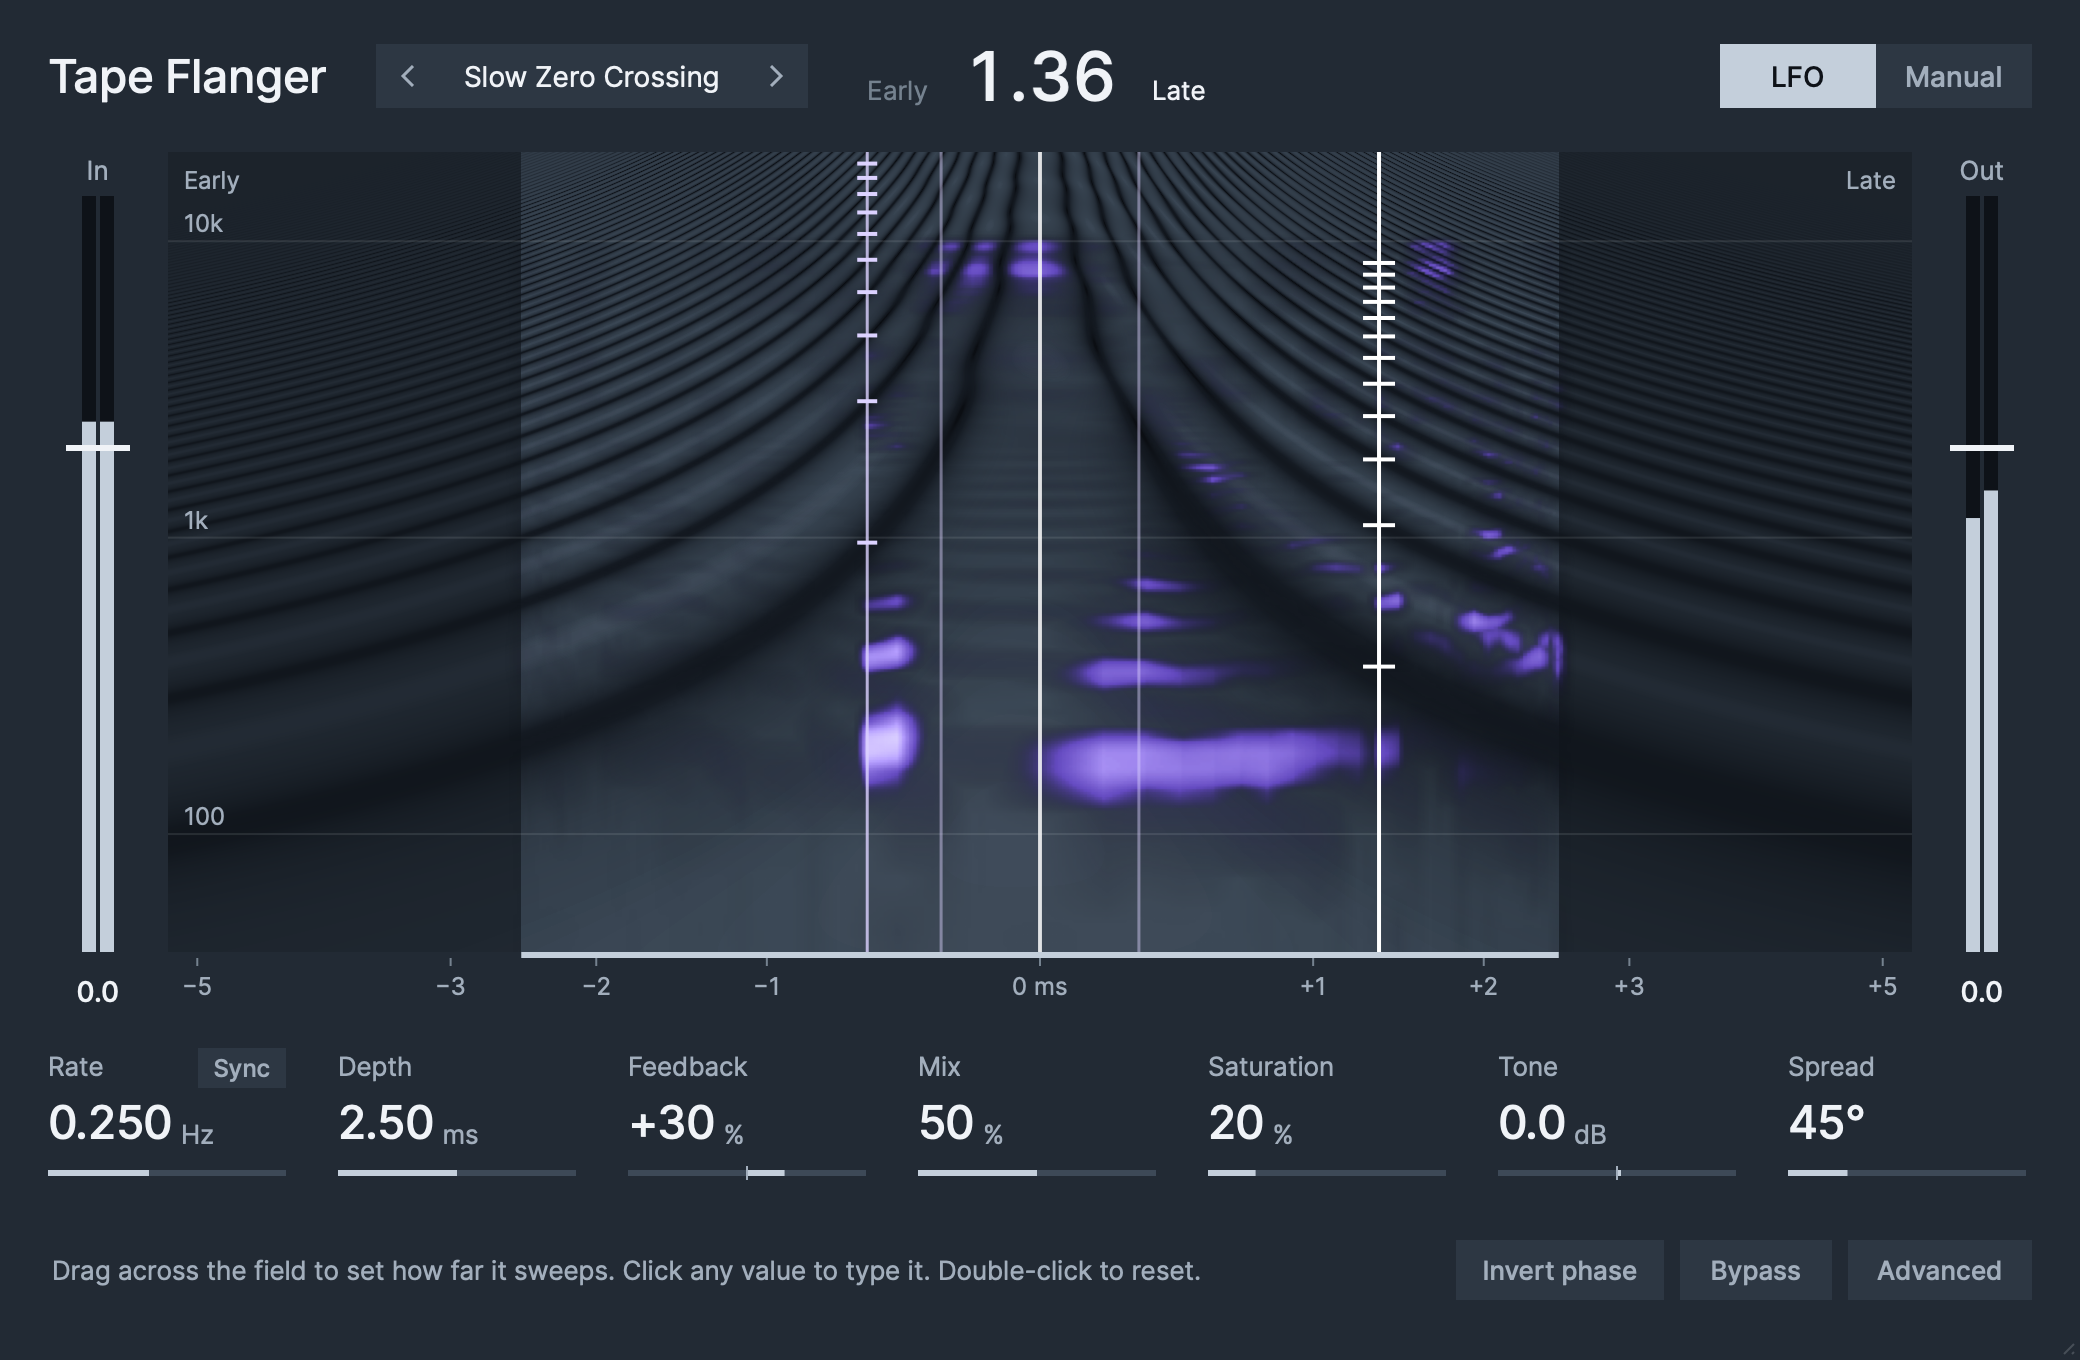 Tape Flanger
Slow Zero Crossing
Early 1.36 Late
LFO Manual
In
Early
Late
Out
10k
1k
100
0.0 −5 −3 −2 −1 0 ms +1 +2 +3 +5 0.0
Rate Sync Depth Feedback Mix Saturation Tone Spread
0.250 Hz 2.50 ms +30 % 50 % 20 % 0.0 dB 45°
Drag across the field to set how far it sweeps. Click any value to type it. Double-click to reset.
Invert phase Bypass Advanced